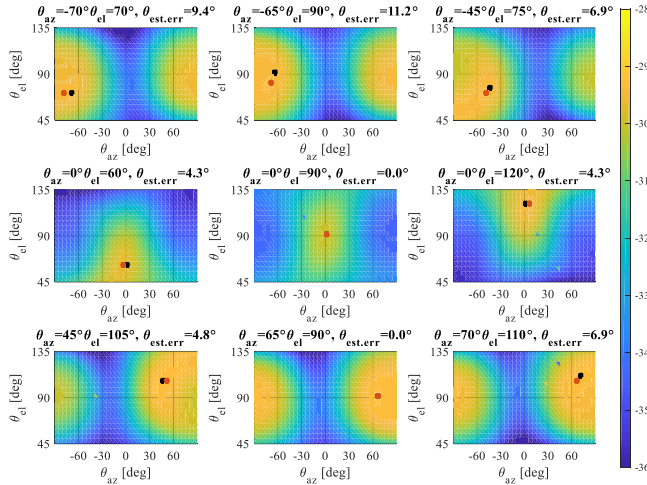 θaz=-70°θel=70°, θest.err=9.4°
θaz=-65°θel=90°, θest.err=11.2°
θaz=-45°θel=75°, θest.err=6.9°
θel [deg]
135
90
45
-60 -30 0 30 60
θaz [deg]
θel [deg]
135
90
45
-60 -30 0 30 60
θaz [deg]
θel [deg]
135
90
45
-60 -30 0 30 60
θaz [deg]
θaz=0°θel=60°, θest.err=4.3°
θaz=0°θel=90°, θest.err=0.0°
θaz=0°θel=120°, θest.err=4.3°
θel [deg]
135
90
45
-60 -30 0 30 60
θaz [deg]
θel [deg]
135
90
45
-60 -30 0 30 60
θaz [deg]
θel [deg]
135
90
45
-60 -30 0 30 60
θaz [deg]
θaz=45°θel=105°, θest.err=4.8°
θaz=65°θel=90°, θest.err=0.0°
θaz=70°θel=110°, θest.err=6.9°
θel [deg]
135
90
45
-60 -30 0 30 60
θaz [deg]
θel [deg]
135
90
45
-60 -30 0 30 60
θaz [deg]
θel [deg]
135
90
45
-60 -30 0 30 60
θaz [deg]
-28
-29
-30
-31
-32
-33
-34
-35
-36